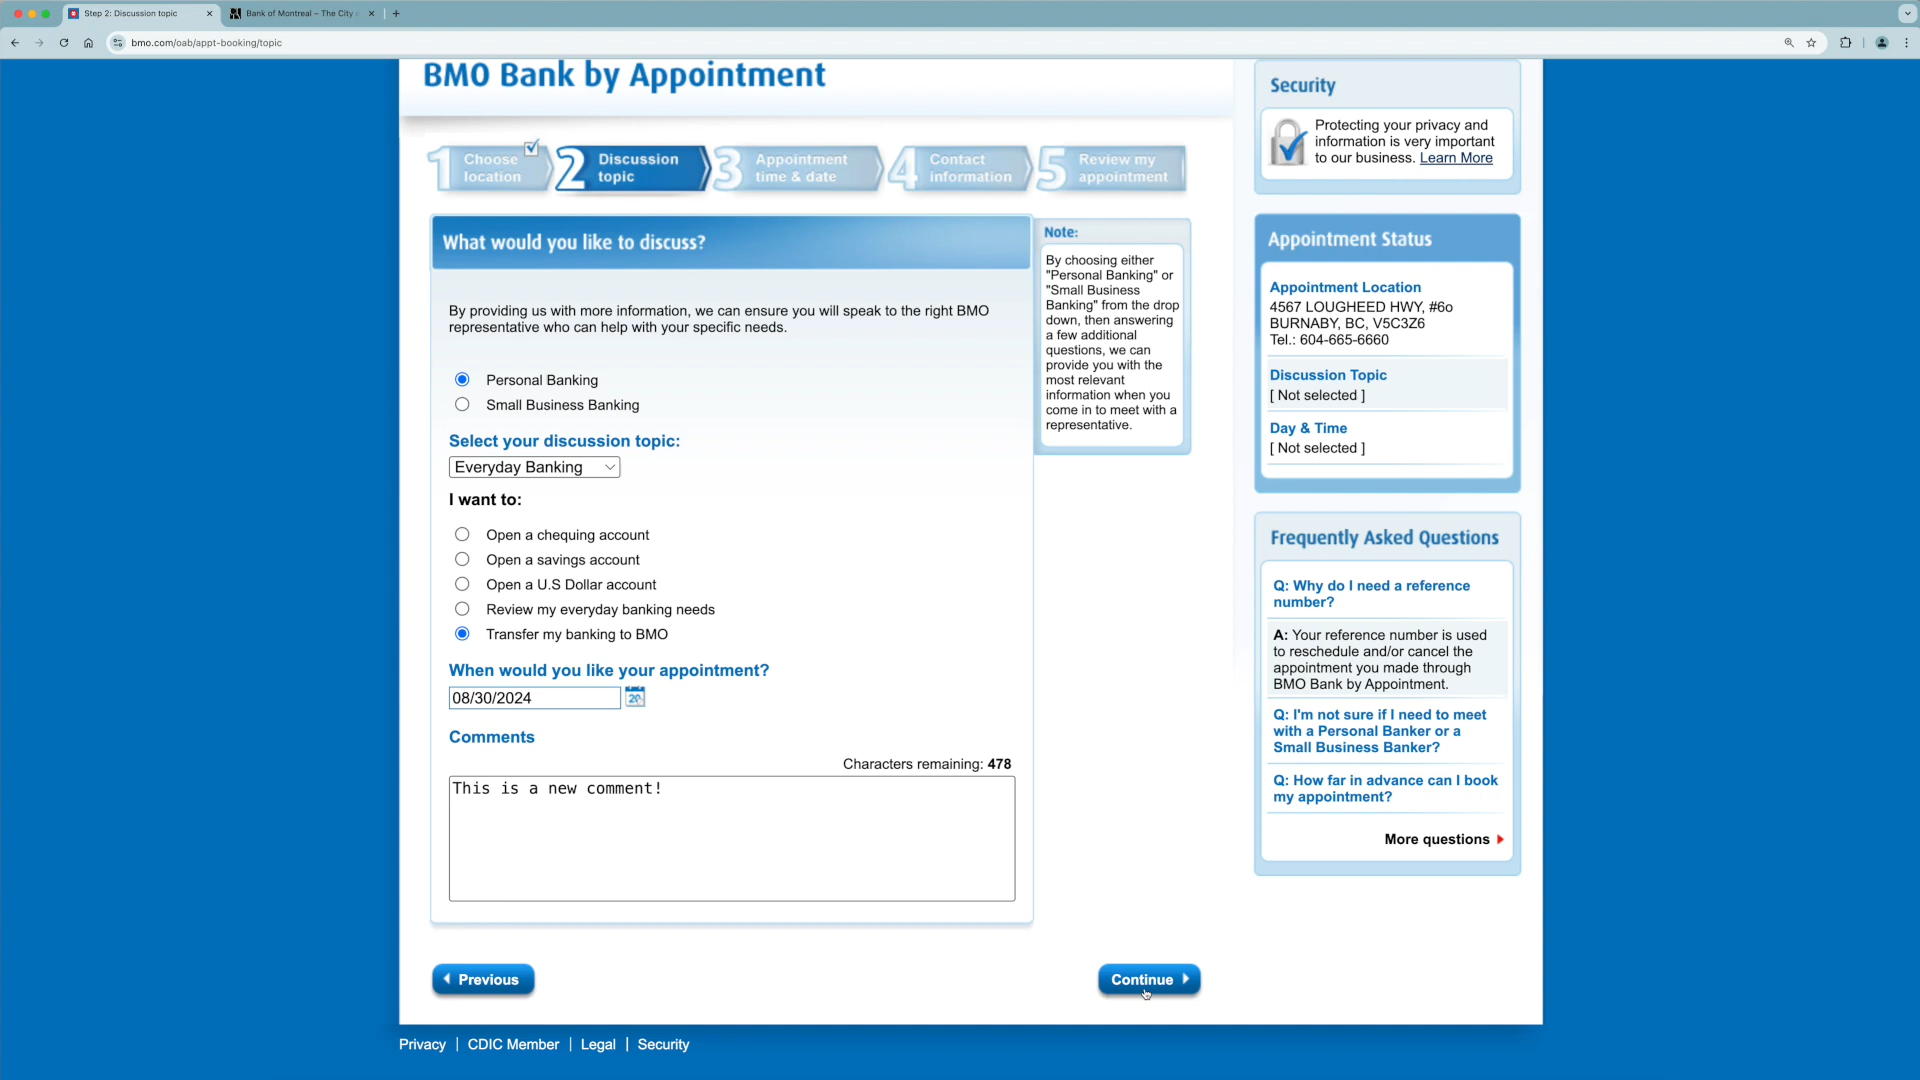 Step 2: Discussion topic
Bank of Montreal – The City
bmo.com/oab/appt-booking/topic
BMO Bank by Appointment
1 Choose location
2 Discussion topic
3 Appointment time & date
4 Contact information
5 Review my appointment
What would you like to discuss?
By providing us with more information, we can ensure you will speak to the right BMO
representative who can help with your specific needs.
Personal Banking
Small Business Banking
Select your discussion topic:
Everyday Banking
I want to:
Open a chequing account
Open a savings account
Open a U.S Dollar account
Review my everyday banking needs
Transfer my banking to BMO
When would you like your appointment?
08/30/2024
Comments
Characters remaining: 478
This is a new comment!
Previous
Continue
Note:
By choosing either
"Personal Banking" or
"Small Business
Banking" from the drop
down, then answering
a few additional
questions, we can
provide you with the
most relevant
information when you
come in to meet with a
representative.
Security
Protecting your privacy and
information is very important
to our business. Learn More
Appointment Status
Appointment Location
4567 LOUGHEED HWY, #6o
BURNABY, BC, V5C3Z6
Tel.: 604-665-6660
Discussion Topic
[ Not selected ]
Day & Time
[ Not selected ]
Frequently Asked Questions
Q: Why do I need a reference
number?
A: Your reference number is used
to reschedule and/or cancel the
appointment you made through
BMO Bank by Appointment.
Q: I'm not sure if I need to meet
with a Personal Banker or a
Small Business Banker?
Q: How far in advance can I book
my appointment?
More questions
Privacy | CDIC Member | Legal | Security